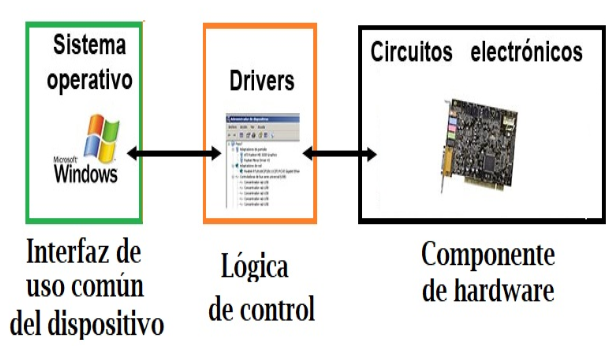 Sistema
operativo
Microsoft
Windows
Drivers
Circuitos electrónicos
Interfaz de
uso común
del dispositivo
Lógica
de control
Componente
de hardware